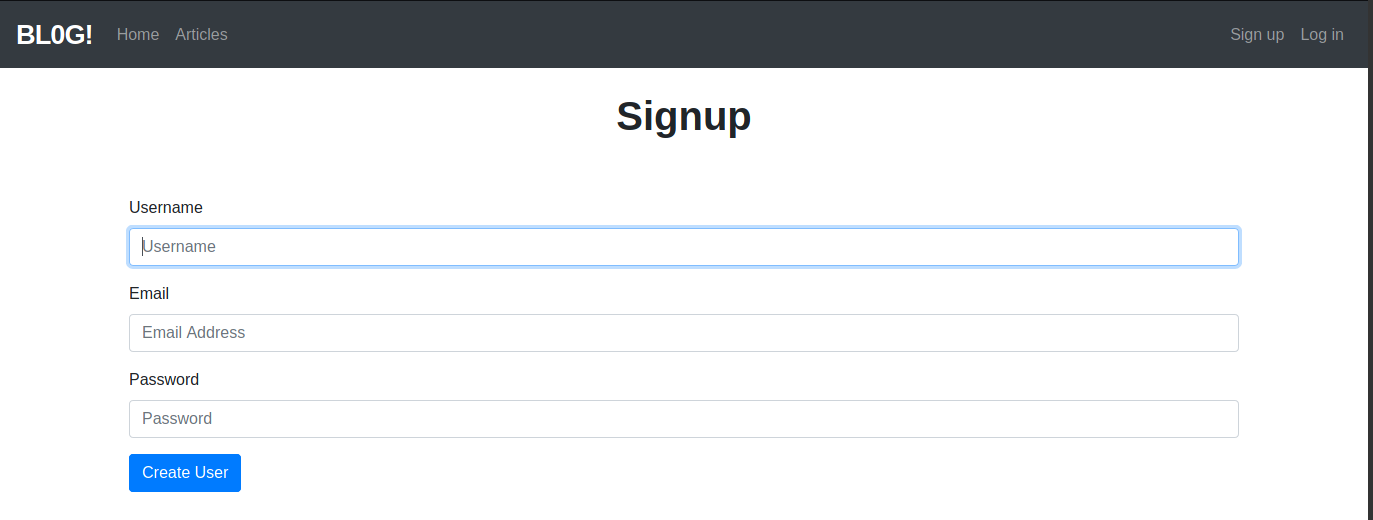 BL0G! Home Articles Sign up Log in
Signup
Username
Username
Email
Email Address
Password
Password
Create User